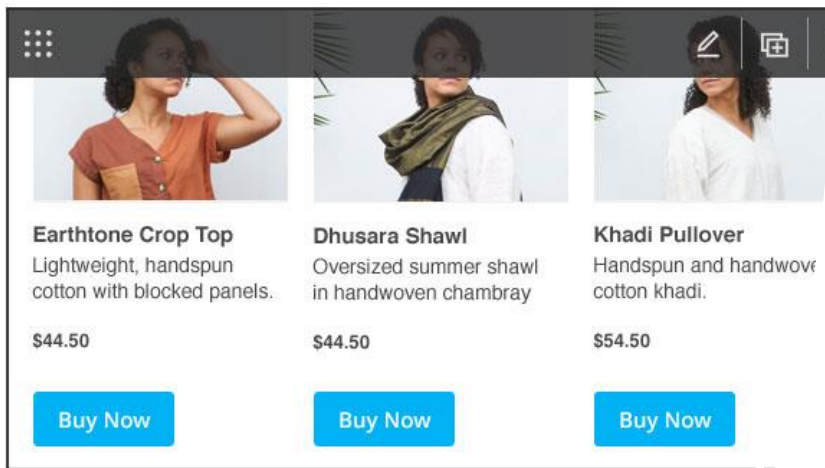 Earthtone Crop Top
Lightweight, handspun
cotton with blocked panels.
$44.50
Buy Now
Dhusara Shawl
Oversized summer shawl
in handwoven chambray
$44.50
Buy Now
Khadi Pullover
Handspun and handwove
cotton khadi.
$54.50
Buy Now